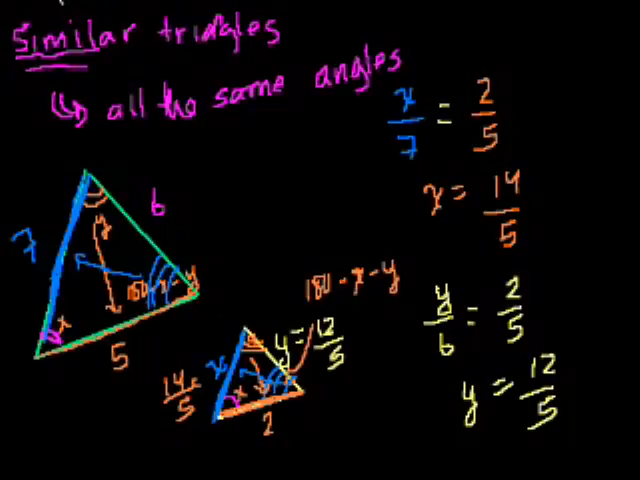 Similar triangles
↳ all the same angles
x/7 = 2/5
x = 14/5
7
6
y
180 - x - y
x
5
180 - x - y
y/6 = 2/5
y = 12/5
y = 12/5
14/5 =
x
x
2